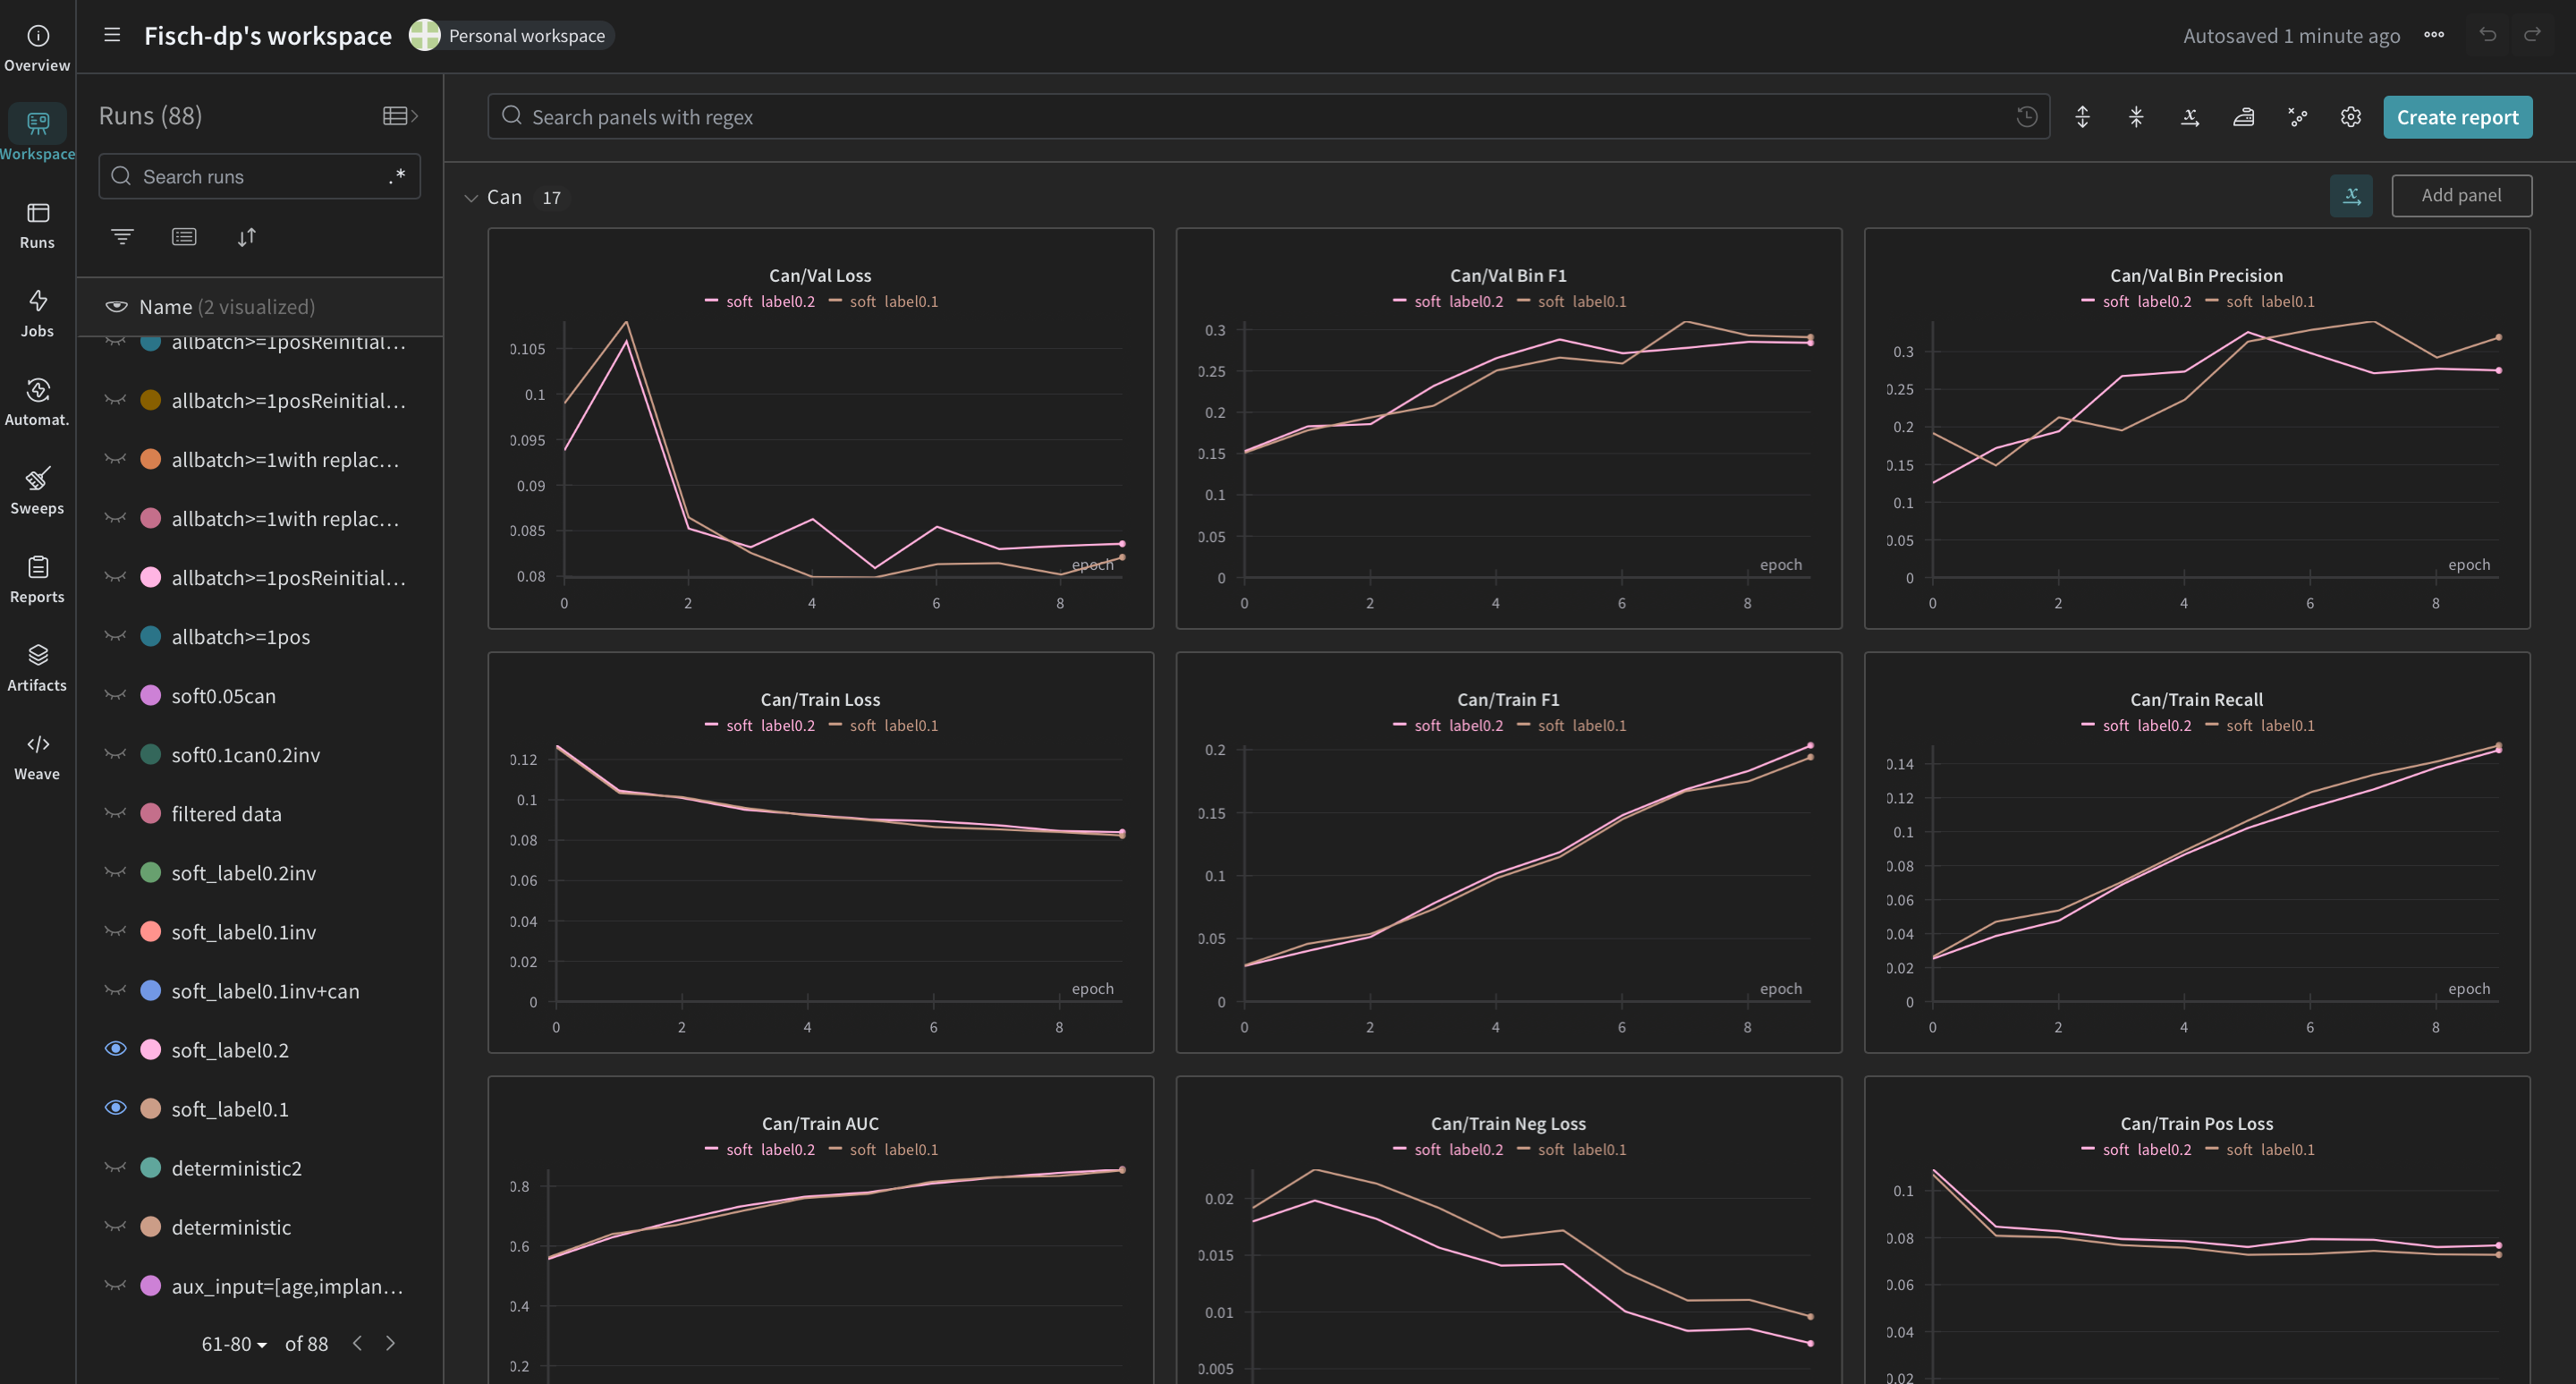 Overview
Workspace
Runs
Jobs
Automat.
Sweeps
Reports
Artifacts
Weave
Fisch-dp's workspace
Personal workspace
Autosaved 1 minute ago
Runs (88)
Search runs
.*
Name (2 visualized)
allbatch>=1posReinitial...
allbatch>=1posReinitial...
allbatch>=1with replac...
allbatch>=1with replac...
allbatch>=1posReinitial...
allbatch>=1pos
soft0.05can
soft0.1can0.2inv
filtered data
soft_label0.2inv
soft_label0.1inv
soft_label0.1inv+can
soft_label0.2
soft_label0.1
deterministic2
deterministic
aux_input=[age,implan...
61-80 of 88
Search panels with regex
Create report
Can 17
Add panel
Can/Val Loss
soft label0.2 soft label0.1
0.105
0.1
0.095
0.09
0.085
0.08
epoch
0 2 4 6 8
Can/Val Bin F1
soft label0.2 soft label0.1
0.3
0.25
0.2
0.15
0.1
0.05
0
epoch
0 2 4 6 8
Can/Val Bin Precision
soft label0.2 soft label0.1
0.3
0.25
0.2
0.15
0.1
0.05
0
epoch
0 2 4 6 8
Can/Train Loss
soft label0.2 soft label0.1
0.12
0.1
0.08
0.06
0.04
0.02
0
epoch
0 2 4 6 8
Can/Train F1
soft label0.2 soft label0.1
0.2
0.15
0.1
0.05
0
epoch
0 2 4 6 8
Can/Train Recall
soft label0.2 soft label0.1
0.14
0.12
0.1
0.08
0.06
0.04
0.02
0
epoch
0 2 4 6 8
Can/Train AUC
soft label0.2 soft label0.1
0.8
0.6
0.4
0.2
Can/Train Neg Loss
soft label0.2 soft label0.1
0.02
0.015
0.01
0.005
Can/Train Pos Loss
soft label0.2 soft label0.1
0.1
0.08
0.06
0.04
0.02